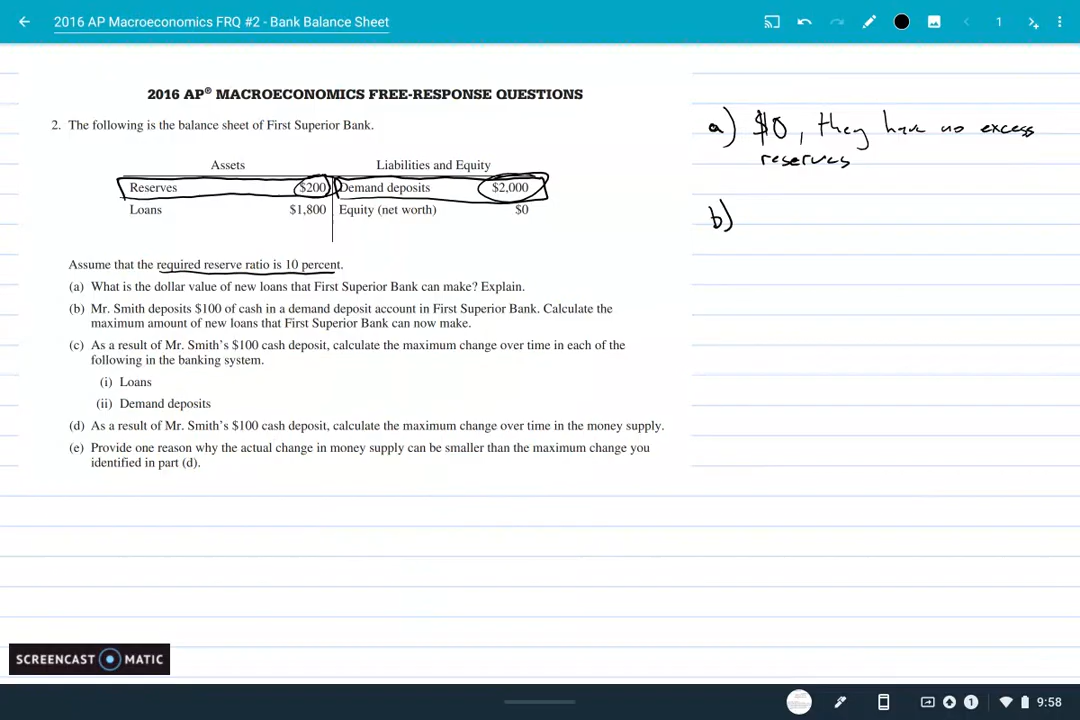 2016 AP Macroeconomics FRQ #2 - Bank Balance Sheet
1
2016 AP® MACROECONOMICS FREE-RESPONSE QUESTIONS
2. The following is the balance sheet of First Superior Bank.
Assets Liabilities and Equity
Reserves $200 Demand deposits $2,000
Loans $1,800 Equity (net worth) $0
Assume that the required reserve ratio is 10 percent.
(a) What is the dollar value of new loans that First Superior Bank can make? Explain.
(b) Mr. Smith deposits $100 of cash in a demand deposit account in First Superior Bank. Calculate the
maximum amount of new loans that First Superior Bank can now make.
(c) As a result of Mr. Smith's $100 cash deposit, calculate the maximum change over time in each of the
following in the banking system.
(i) Loans
(ii) Demand deposits
(d) As a result of Mr. Smith's $100 cash deposit, calculate the maximum change over time in the money supply.
(e) Provide one reason why the actual change in money supply can be smaller than the maximum change you
identified in part (d).
a) $0, they have no excess
reserves
b)
SCREENCAST MATIC
1 9:58